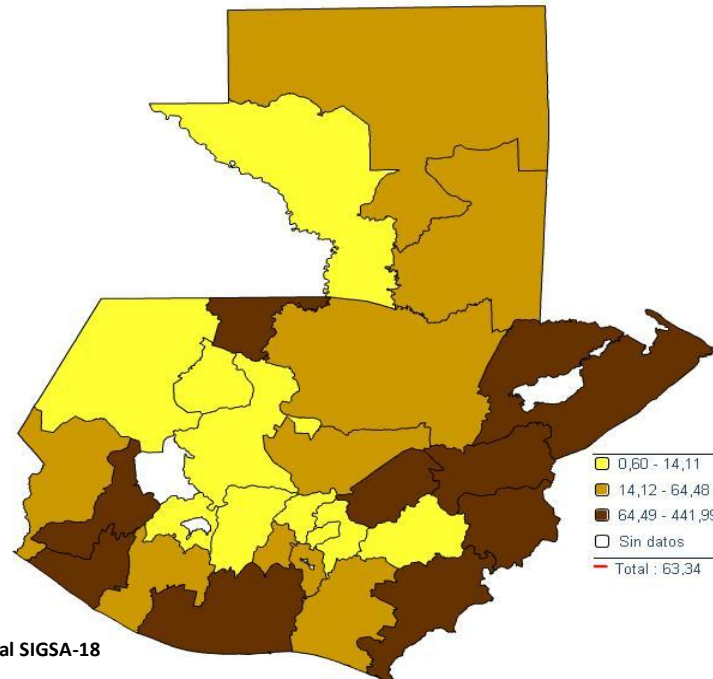 0,60 - 14,11
14,12 - 64,48
64,49 - 441,99
Sin datos
Total : 63,34
al SIGSA-18